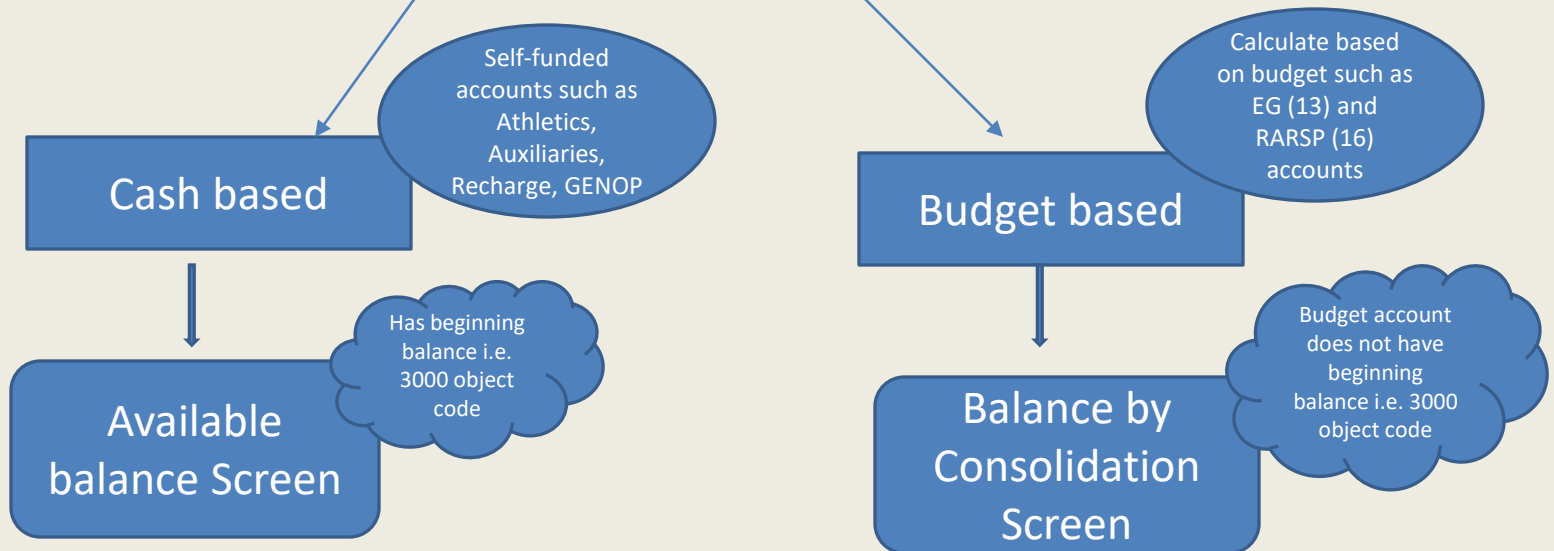 Self-funded
accounts such as
Athletics,
Auxiliaries,
Recharge, GENOP
Cash based
Has beginning
balance i.e.
3000 object
code
Available
balance Screen
Calculate based
on budget such as
EG (13) and
RARSP (16)
accounts
Budget based
Budget account
does not have
beginning
balance i.e. 3000
object code
Balance by
Consolidation
Screen